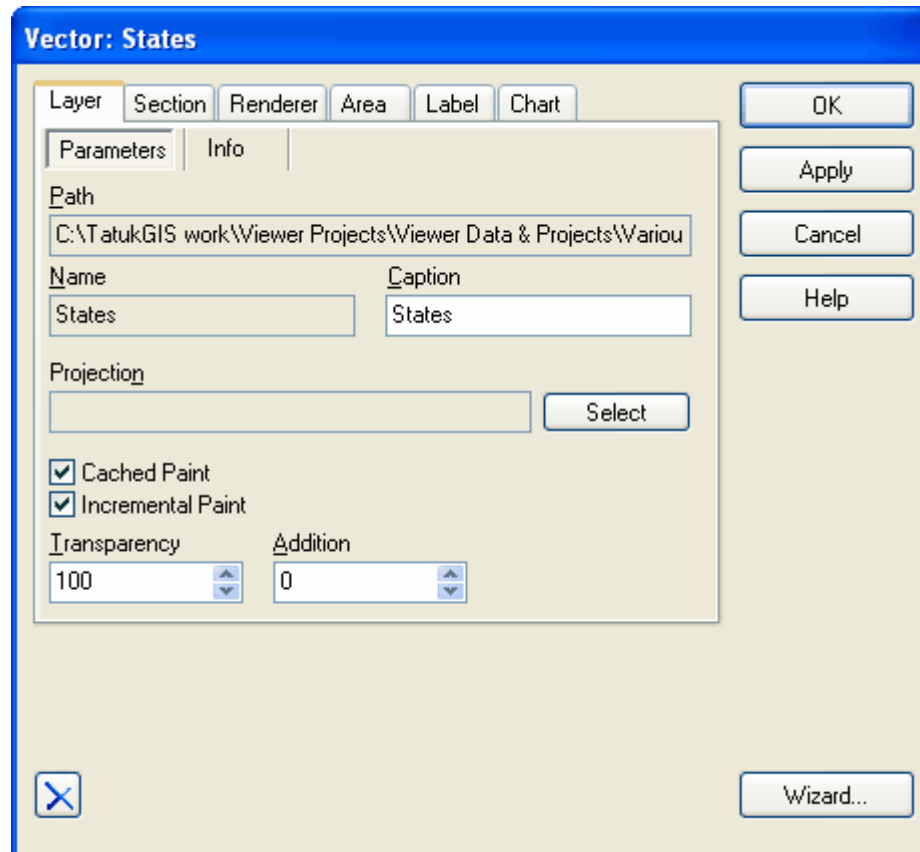 Vector: States
Layer Section Renderer Area Label Chart
Parameters Info
Path
C:\TatukGIS work\Viewer Projects\Viewer Data & Projects\Variou
Name Caption
States States
Projection
Select
Cached Paint
Incremental Paint
Transparency Addition
100 0
OK
Apply
Cancel
Help
Wizard...